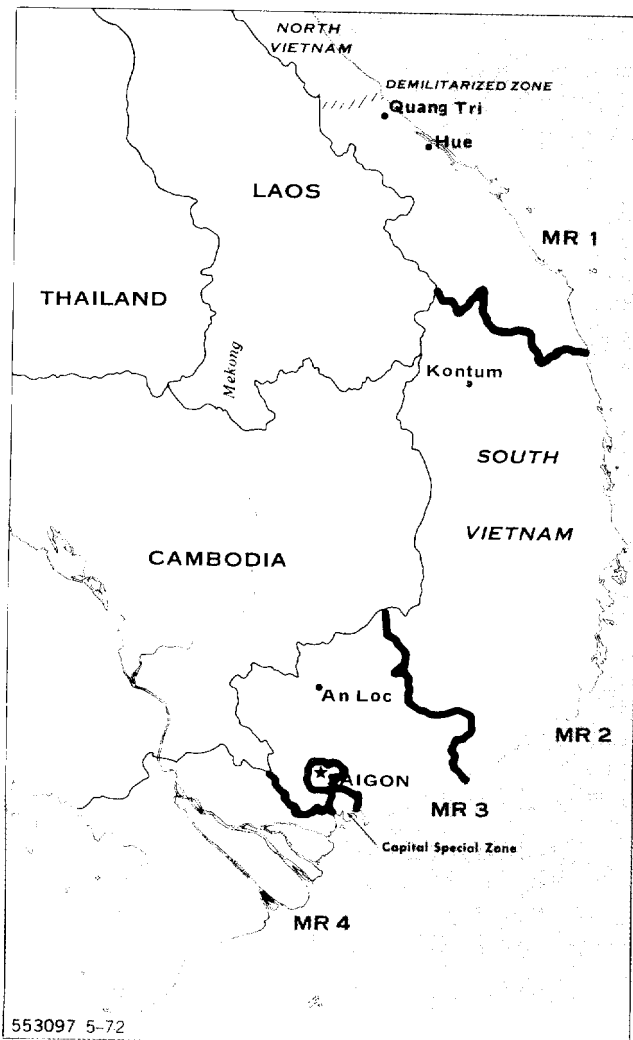 NORTH
VIETNAM
DEMILITARIZED ZONE
Quang Tri
Hue
LAOS
MR 1
THAILAND
Mekong
Kontum
SOUTH
VIETNAM
CAMBODIA
An Loc
MR 2
AIGON
MR 3
Capital Special Zone
MR 4
553097 5-72